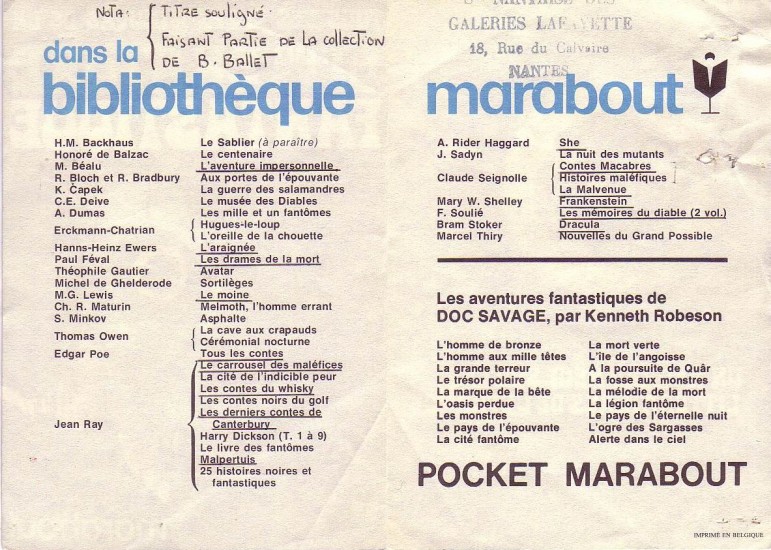 NOTA:
TITRE SOULIGNÉ.
FAISANT PARTIE DE LA COLLECTION
DE B. BALLET
dans la
bibliothèque
H.M. Backhaus Le Sablier (à paraître)
Honoré de Balzac Le centenaire
M. Béalu L'aventure impersonnelle
R. Bloch et R. Bradbury Aux portes de l'épouvante
K. Čapek La guerre des salamandres
C.E. Deive Le musée des Diables
A. Dumas Les mille et un fantômes
Erckmann-Chatrian Hugues-le-loup
L'oreille de la chouette
Hanns-Heinz Ewers L'araignée
Paul Féval Les drames de la mort
Théophile Gautier Avatar
Michel de Ghelderode Sortilèges
M.G. Lewis Le moine
Ch. R. Maturin Melmoth, l'homme errant
S. Minkov Asphalte
Thomas Owen La cave aux crapauds
Cérémonial nocturne
Edgar Poe Tous les contes
Jean Ray Le carrousel des maléfices
La cité de l'indicible peur
Les contes du whisky
Les contes noirs du golf
Les derniers contes de
Canterbury
Harry Dickson (T. 1 à 9)
Le livre des fantômes
Malpertuis
25 histoires noires et
fantastiques
GALERIES LAFAYETTE
18, Rue du Calvaire
NANTES
marabout
A. Rider Haggard She
J. Sadyn La nuit des mutants
Claude Seignolle Contes Macabres
Histoires maléfiques
La Malvenue
Mary W. Shelley Frankenstein
F. Soulié Les mémoires du diable (2 vol.)
Bram Stoker Dracula
Marcel Thiry Nouvelles du Grand Possible
Les aventures fantastiques de
DOC SAVAGE, par Kenneth Robeson
L'homme de bronze La mort verte
L'homme aux mille têtes L'île de l'angoisse
La grande terreur A la poursuite de Quâr
Le trésor polaire La fosse aux monstres
La marque de la bête La mélodie de la mort
L'oasis perdue La légion fantôme
Les monstres Le pays de l'éternelle nuit
Le pays de l'épouvante L'ogre des Sargasses
La cité fantôme Alerte dans le ciel
POCKET MARABOUT
IMPRIMÉ EN BELGIQUE